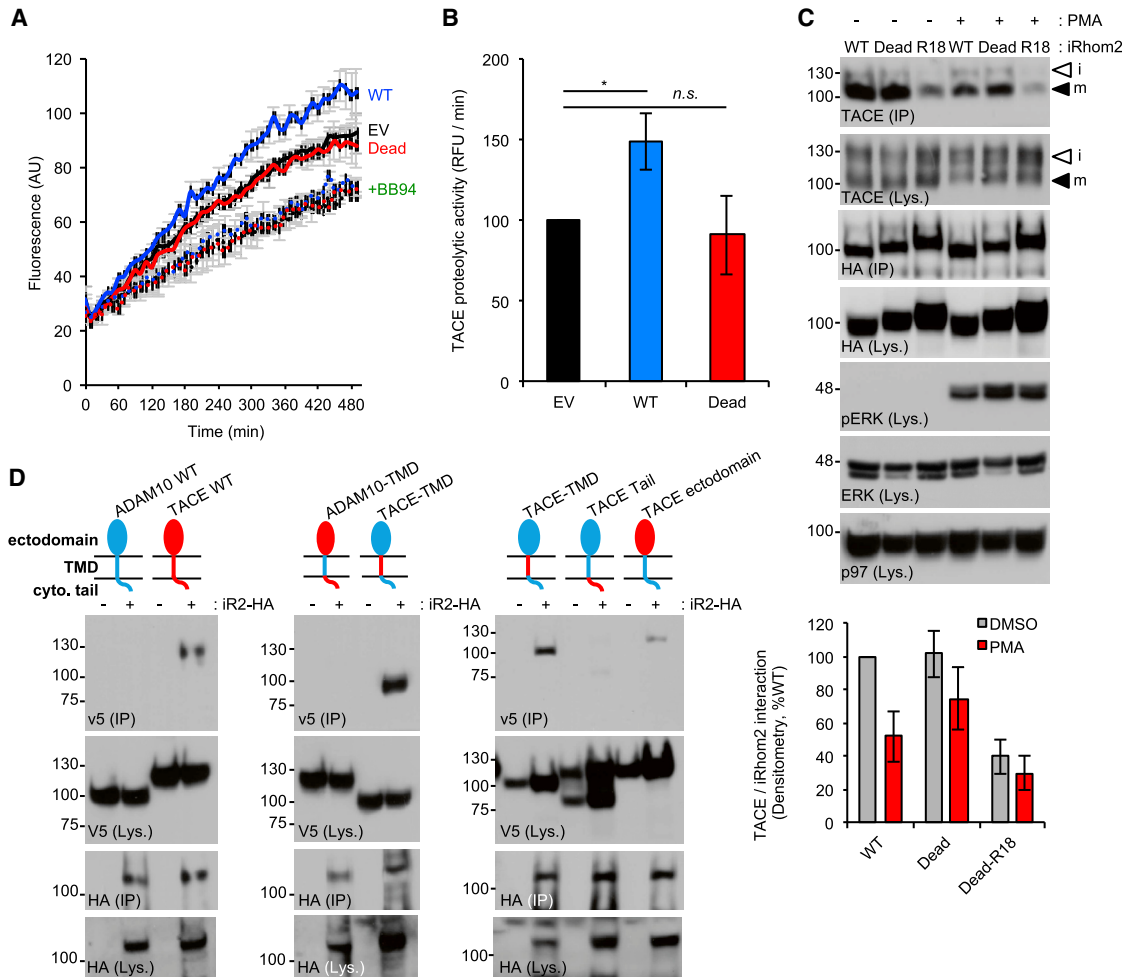 A
120
100
80
60
40
20
0
Fluorescence (AU)
WT
EV
Dead
+BB94
0 60 120 180 240 300 360 420 480
Time (min)
B
200
150
100
50
0
TACE proteolytic activity (RFU / min)
*
n.s.
EV WT Dead
C
- - - + + + : PMA
WT Dead R18 WT Dead R18 : iRhom2
130
100
i
m
TACE (IP)
130
100
i
m
TACE (Lys.)
100
HA (IP)
100
HA (Lys.)
48
pERK (Lys.)
48
ERK (Lys.)
100
p97 (Lys.)
120
100
80
60
40
20
0
TACE / iRhom2 interaction
(Densitometry, %WT)
DMSO
PMA
WT
Dead
Dead-R18
D
ADAM10 WT
TACE WT
ectodomain
TMD
cyto. tail
- + - + : iR2-HA
130
100
75
v5 (IP)
130
100
75
V5 (Lys.)
100
HA (IP)
100
HA (Lys.)
ADAM10-TMD
TACE-TMD
- + - + : iR2-HA
130
100
75
v5 (IP)
130
100
75
V5 (Lys.)
100
HA (IP)
100
HA (Lys.)
TACE-TMD
TACE Tail
TACE ectodomain
- + - + - + : iR2-HA
130
100
75
v5 (IP)
130
100
75
V5 (Lys.)
100
HA (IP)
100
HA (Lys.)